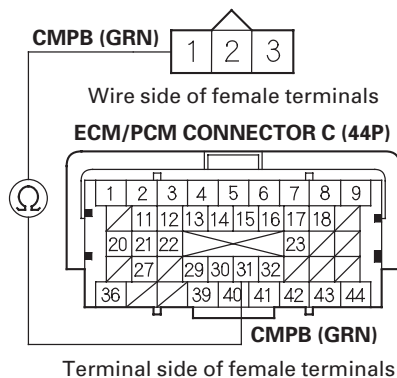 CMPB (GRN)
1 2 3
Wire side of female terminals
ECM/PCM CONNECTOR C (44P)
1 2 3 4 5 6 7 8 9
Ω
11 12 13 14 15 16 17 18
20 21 22 23
27 29 30 31 32
36 39 40 41 42 43 44
CMPB (GRN)
Terminal side of female terminals